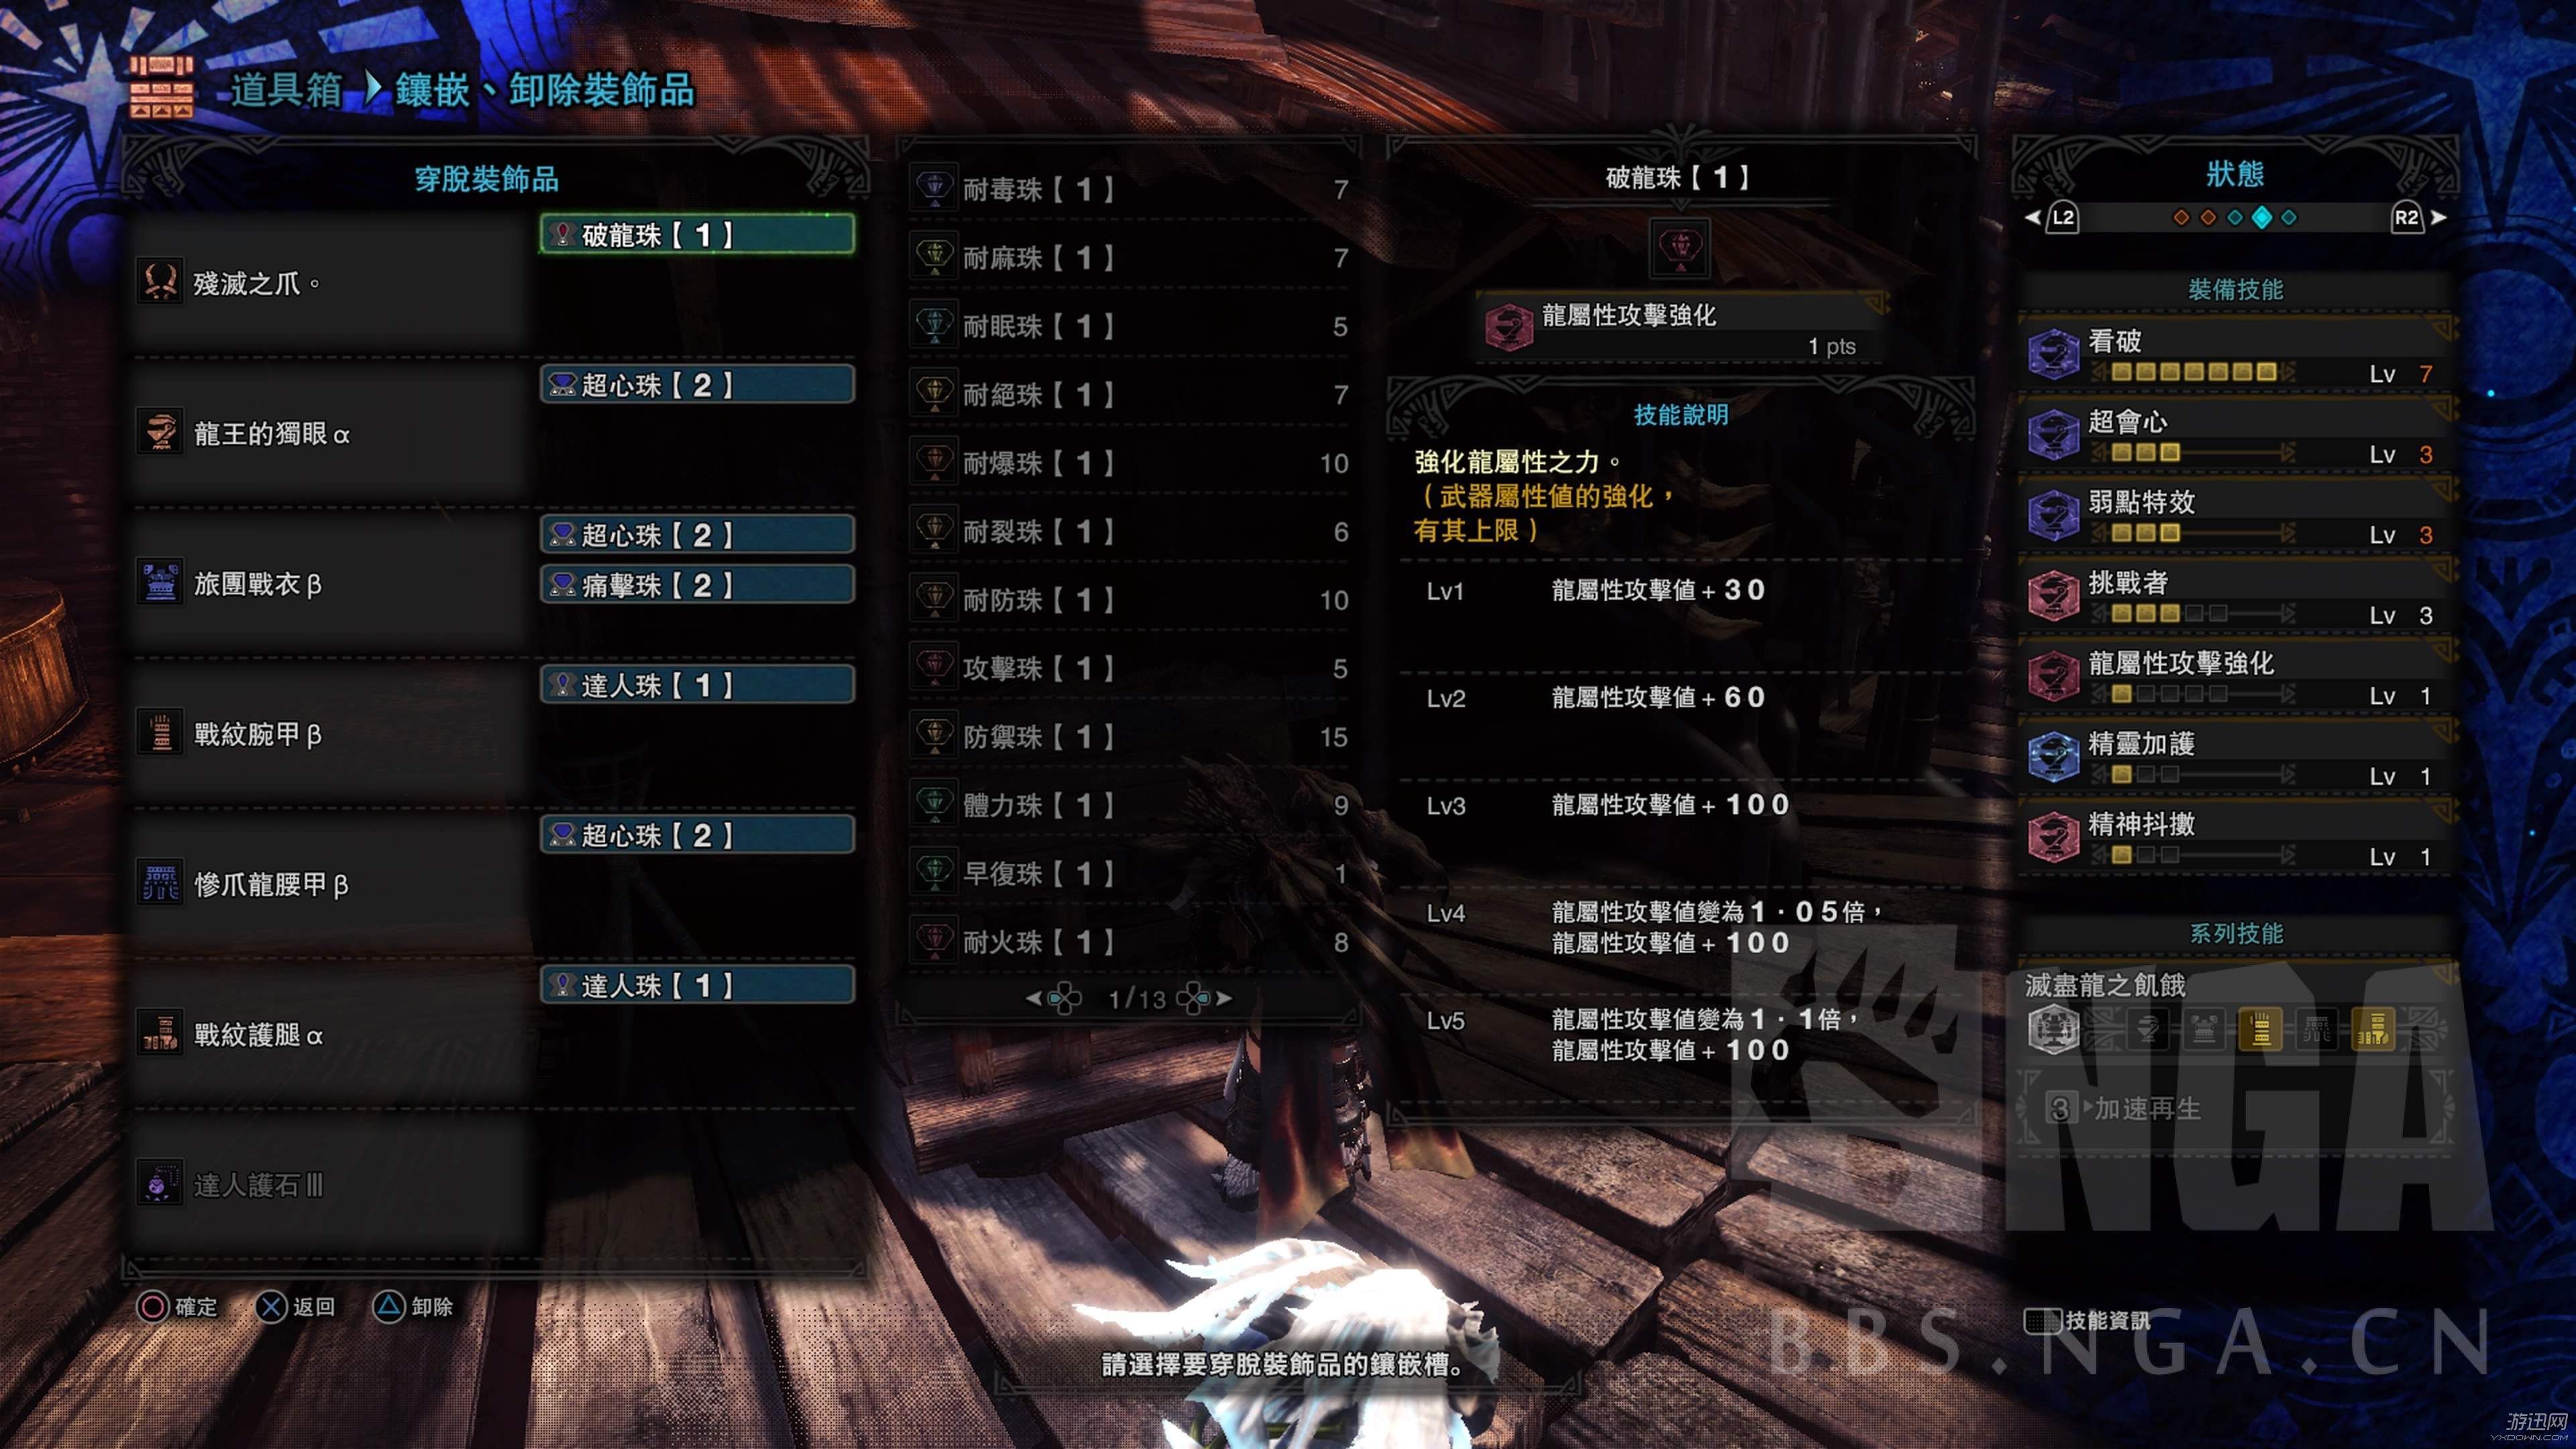 道具箱 鑲嵌、卸除裝飾品
穿脫裝飾品
殘滅之爪。
破龍珠【1】
龍王的獨眼α
超心珠【2】
旅團戰衣β
超心珠【2】
痛擊珠【2】
戰紋腕甲β
達人珠【1】
慘爪龍腰甲β
超心珠【2】
戰紋護腿α
達人珠【1】
達人護石Ⅲ
確定 返回 卸除
耐毒珠【1】 7
耐麻珠【1】 7
耐眠珠【1】 5
耐絕珠【1】 7
耐爆珠【1】 10
耐裂珠【1】 6
耐防珠【1】 10
攻擊珠【1】 5
防禦珠【1】 15
體力珠【1】 9
早復珠【1】 1
耐火珠【1】 8
1/13
破龍珠【1】
龍屬性攻擊強化
1 pts
技能說明
強化龍屬性之力。
（武器屬性值的強化，
有其上限）
Lv1 龍屬性攻擊值+30
Lv2 龍屬性攻擊值+60
Lv3 龍屬性攻擊值+100
Lv4 龍屬性攻擊值變為1．05倍，
龍屬性攻擊值+100
Lv5 龍屬性攻擊值變為1．1倍，
龍屬性攻擊值+100
狀態
L2 R2
裝備技能
看破
Lv 7
超會心
Lv 3
弱點特效
Lv 3
挑戰者
Lv 3
龍屬性攻擊強化
Lv 1
精靈加護
Lv 1
精神抖擻
Lv 1
系列技能
滅盡龍之飢餓
3 加速再生
技能資訊
請選擇要穿脫裝飾品的鑲嵌槽。
NGA
BBS.NGA.CN
游迅网
YXDOWN.COM